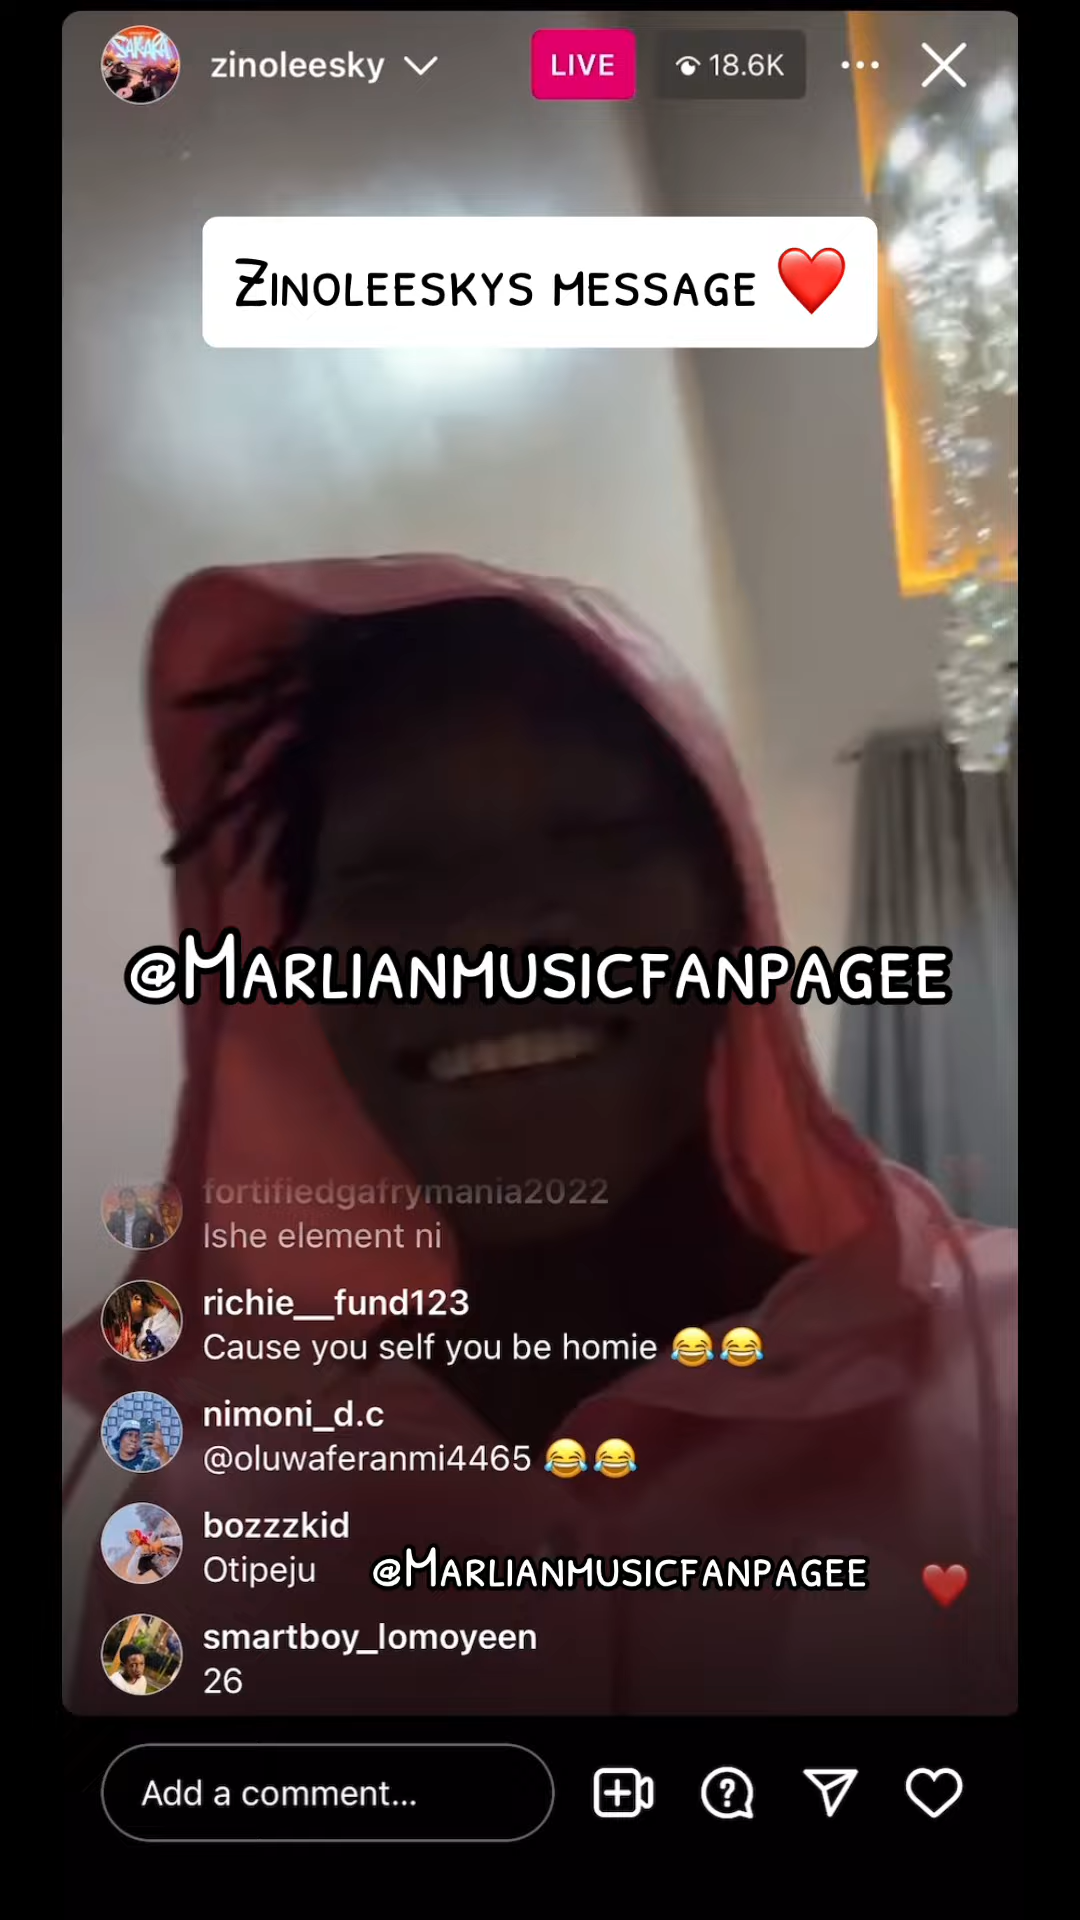 zinoleesky
LIVE
18.6K
Zinoleeskys message ❤️
@Marlianmusicfanpagee
fortifiedgafrymania2022
Ishe element ni
richie__fund123
Cause you self you be homie 😂😂
nimoni_d.c
@oluwaferanmi4465 😂😂
bozzzkid
Otipeju
@Marlianmusicfanpagee
smartboy_lomoyeen
26
Add a comment...